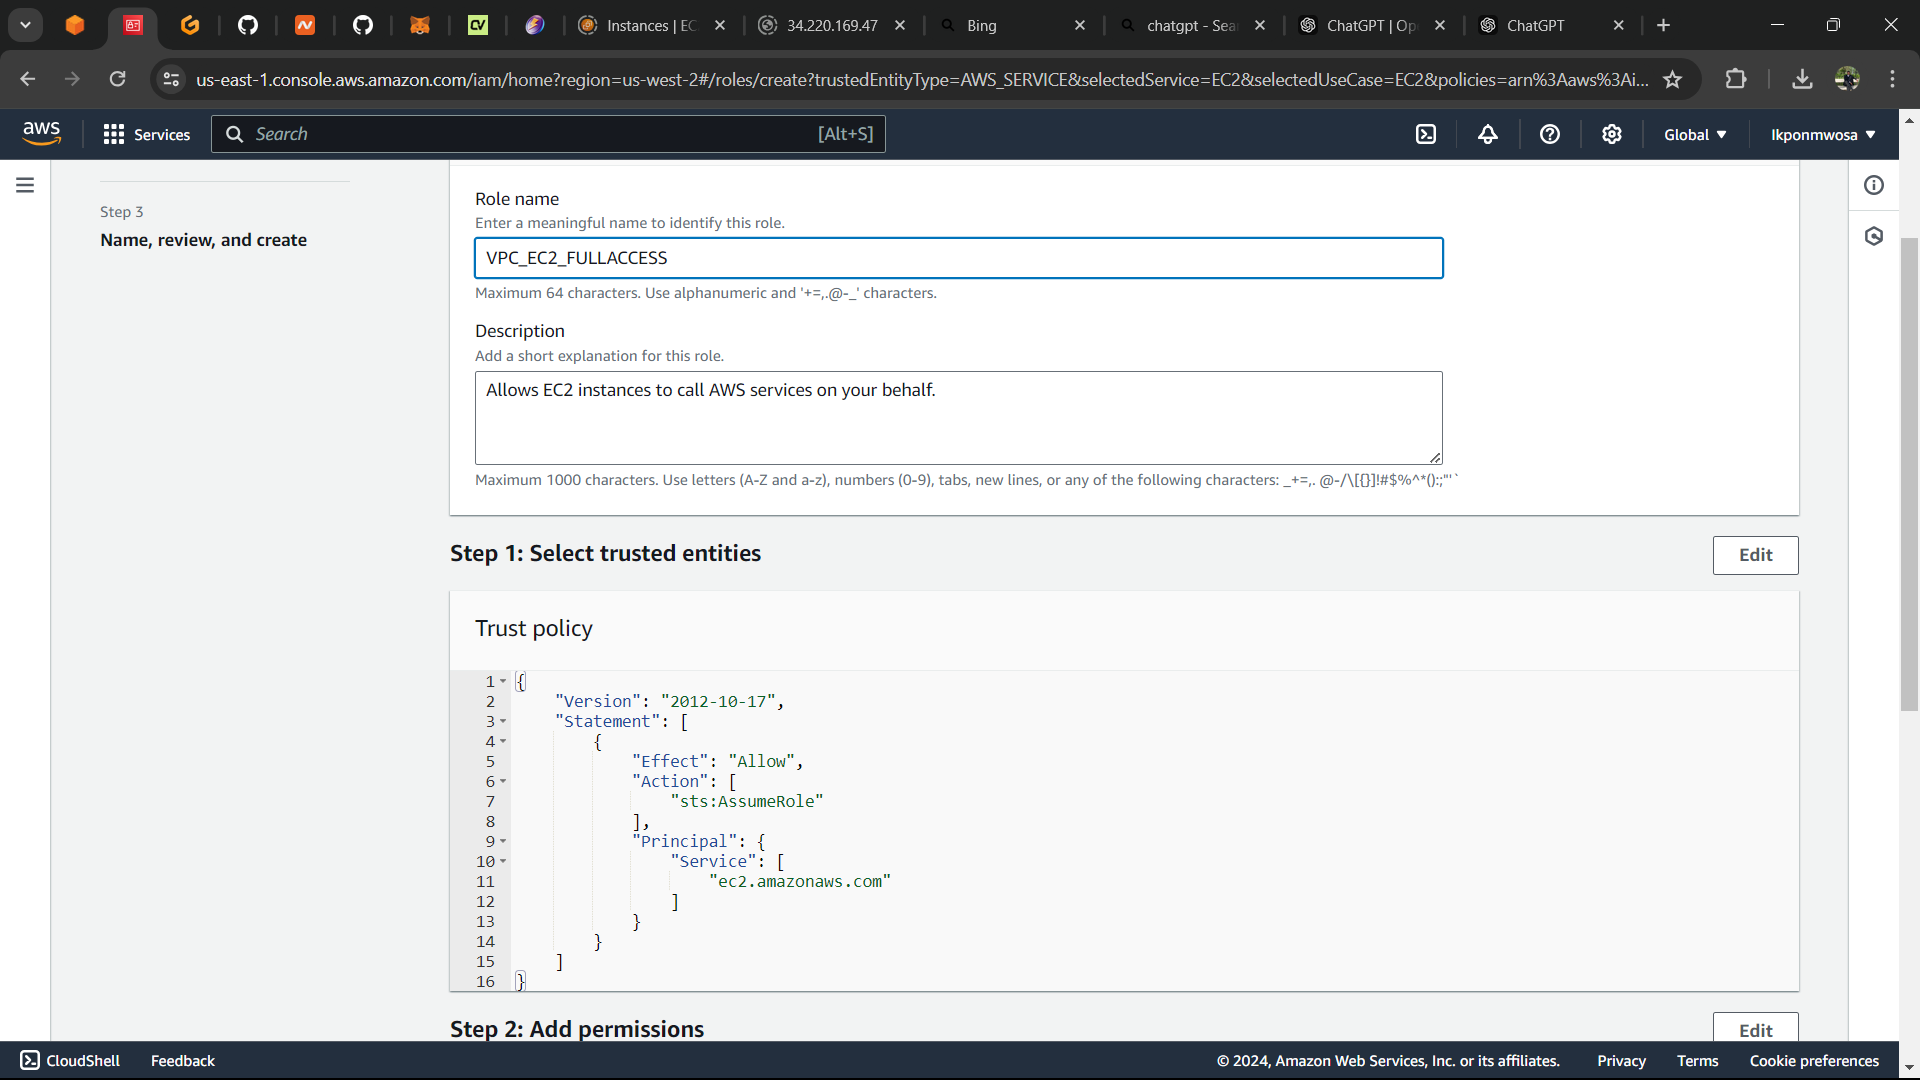 Instances | EC
34.220.169.47
Bing
chatgpt - Sea
ChatGPT | Op
ChatGPT
CV
us-east-1.console.aws.amazon.com/iam/home?region=us-west-2#/roles/create?trustedEntityType=AWS_SERVICE&selectedService=EC2&selectedUseCase=EC2&policies=arn%3Aaws%3Ai...
aws
Services
Search
[Alt+S]
Global
Ikponmwosa
Step 3
Name, review, and create
Role name
Enter a meaningful name to identify this role.
VPC_EC2_FULLACCESS
Maximum 64 characters. Use alphanumeric and '+=,.@-_' characters.
Description
Add a short explanation for this role.
Allows EC2 instances to call AWS services on your behalf.
Maximum 1000 characters. Use letters (A-Z and a-z), numbers (0-9), tabs, new lines, or any of the following characters: _+=,. @-/\[{}]!#$%^*();:"'`
Step 1: Select trusted entities
Edit
Trust policy
1 {
2 "Version": "2012-10-17",
3 "Statement": [
4 {
5 "Effect": "Allow",
6 "Action": [
7 "sts:AssumeRole"
8 ],
9 "Principal": {
10 "Service": [
11 "ec2.amazonaws.com"
12 ]
13 }
14 }
15 ]
16 }
Step 2: Add permissions
Edit
CloudShell
Feedback
© 2024, Amazon Web Services, Inc. or its affiliates.
Privacy
Terms
Cookie preferences